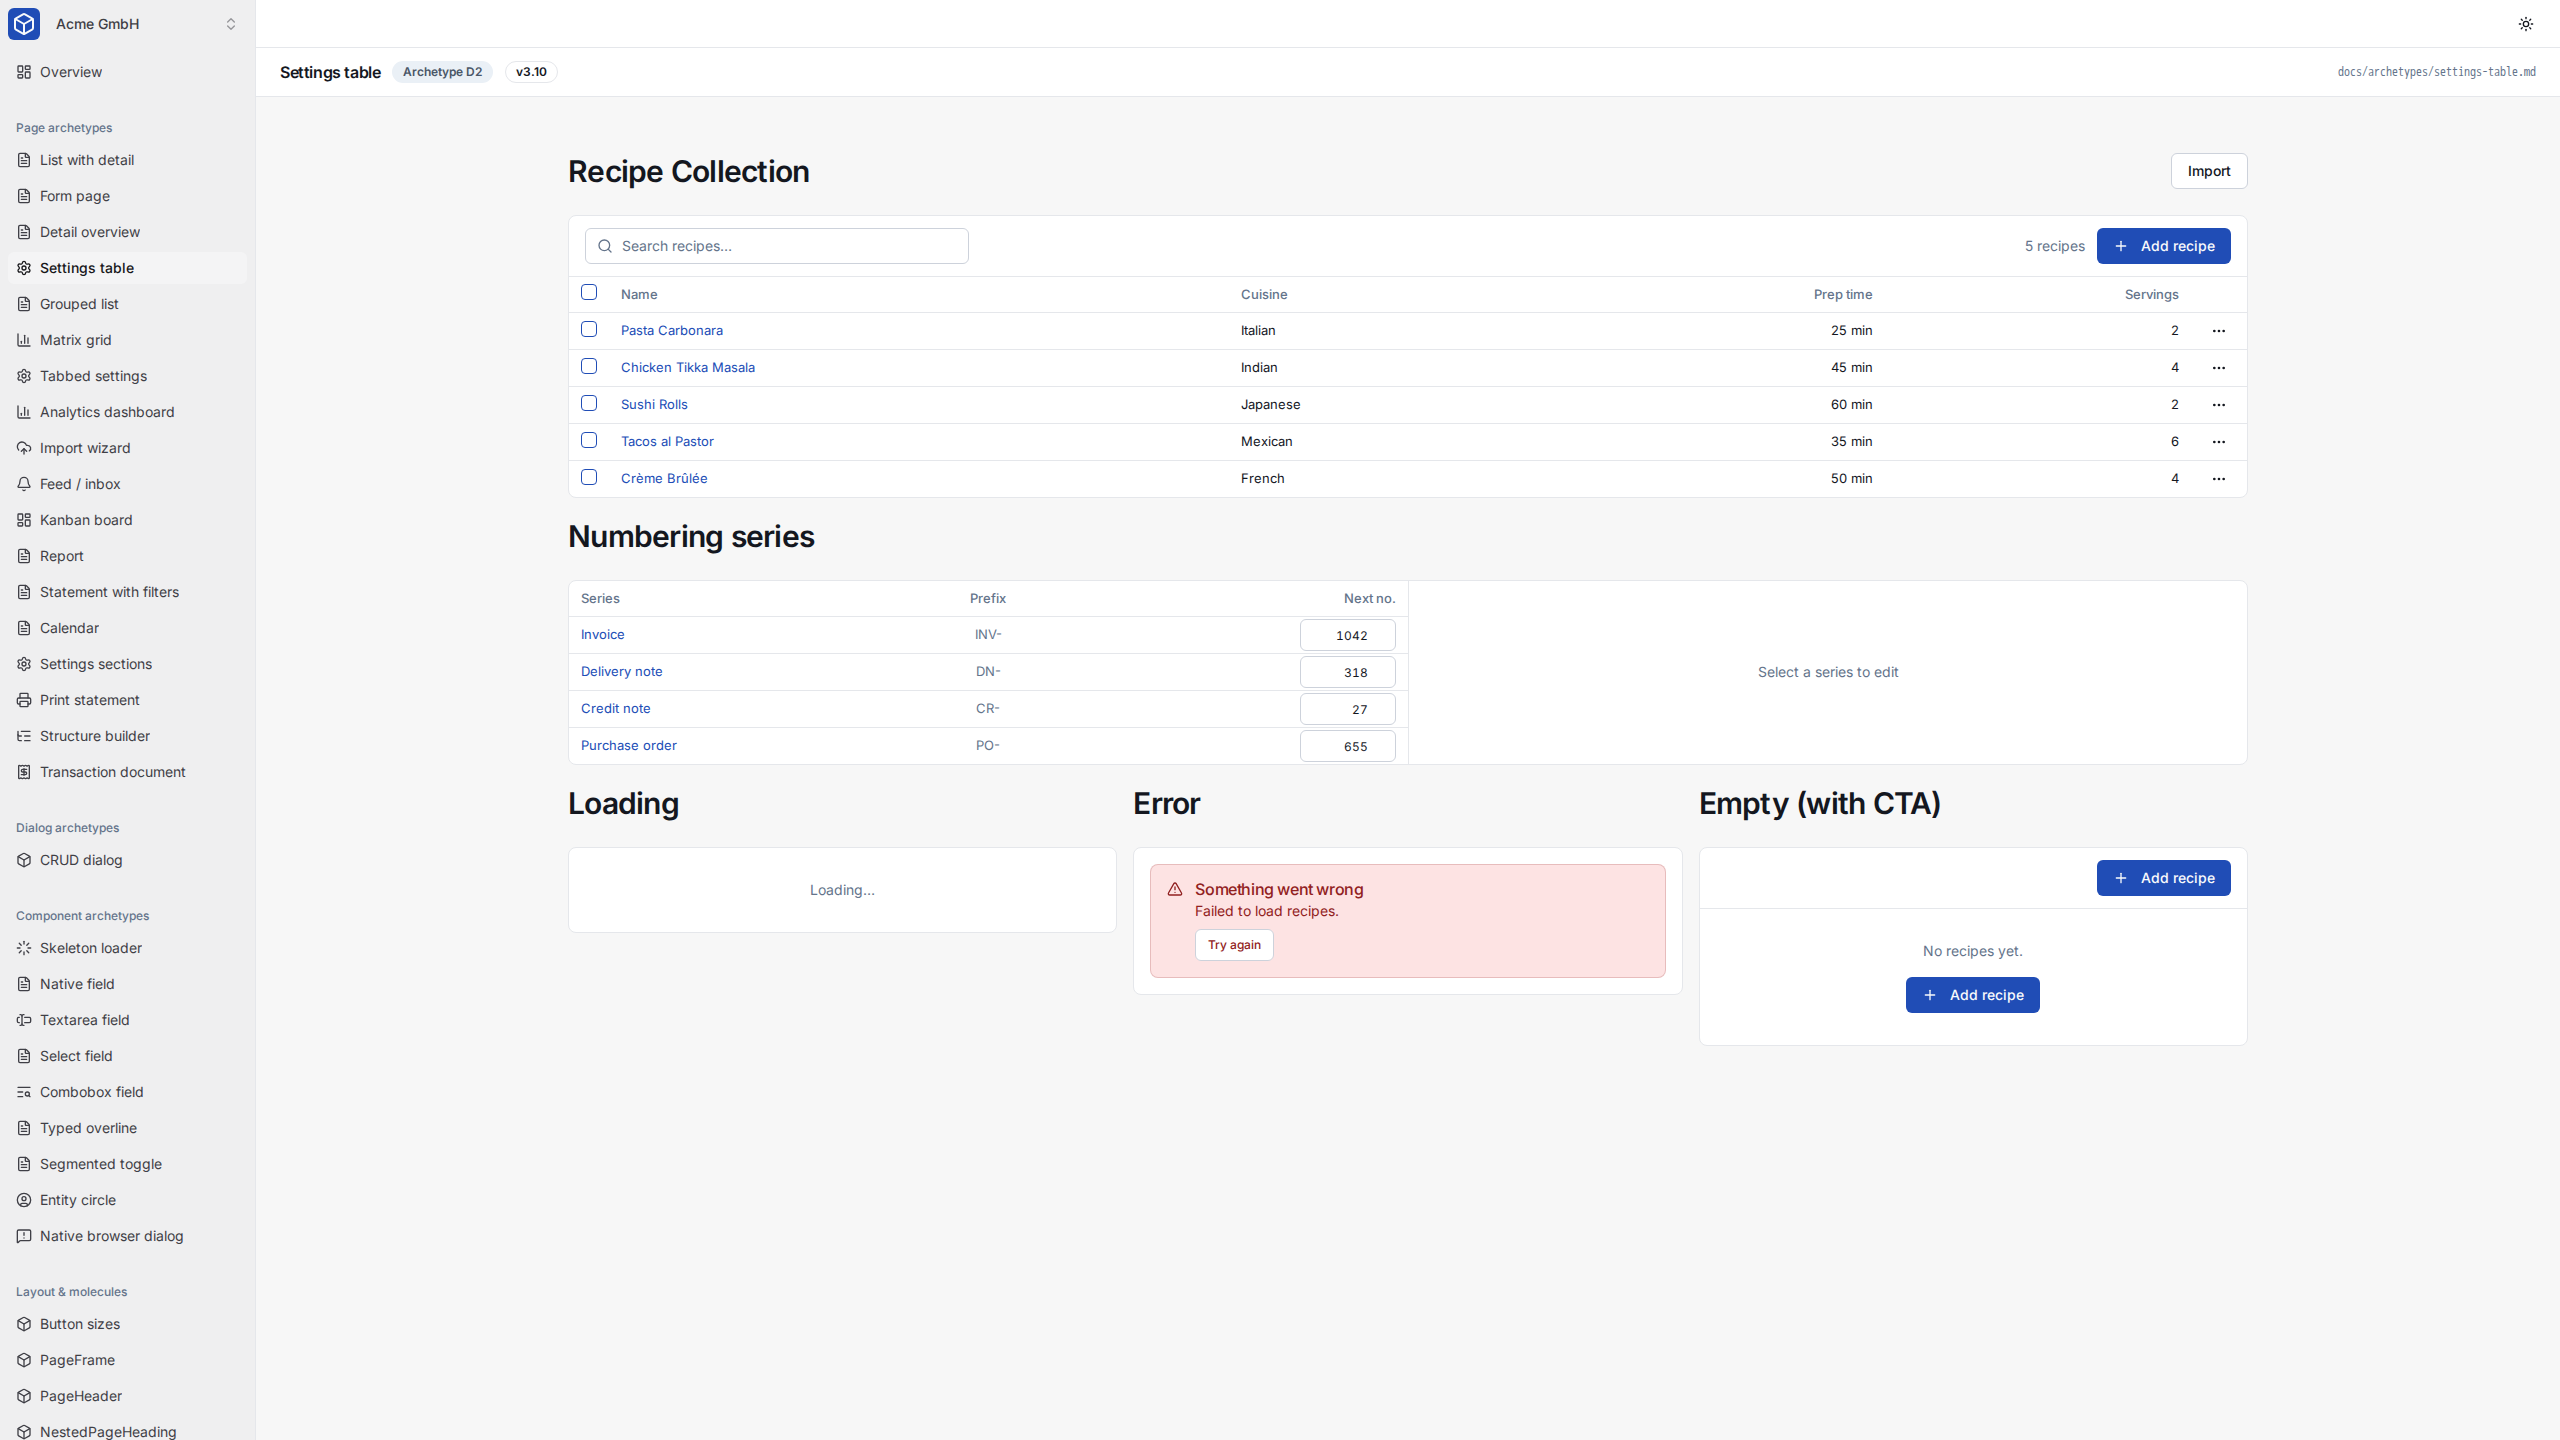 Acme GmbH
Overview
Page archetypes
List with detail
Form page
Detail overview
Settings table
Grouped list
Matrix grid
Tabbed settings
Analytics dashboard
Import wizard
Feed / inbox
Kanban board
Report
Statement with filters
Calendar
Settings sections
Print statement
Structure builder
Transaction document
Dialog archetypes
CRUD dialog
Component archetypes
Skeleton loader
Native field
Textarea field
Select field
Combobox field
Typed overline
Segmented toggle
Entity circle
Native browser dialog
Layout & molecules
Button sizes
PageFrame
PageHeader
NestedPageHeading
Settings table Archetype D2 v3.10 docs/archetypes/settings-table.md
Recipe Collection Import
Search recipes... 5 recipes Add recipe
Name Cuisine Prep time Servings
Pasta Carbonara Italian 25 min 2
Chicken Tikka Masala Indian 45 min 4
Sushi Rolls Japanese 60 min 2
Tacos al Pastor Mexican 35 min 6
Crème Brûlée French 50 min 4
Numbering series
Series Prefix Next no.
Invoice INV- 1042
Delivery note DN- 318
Credit note CR- 27
Purchase order PO- 655
Select a series to edit
Loading
Loading...
Error
Something went wrong
Failed to load recipes.
Try again
Empty (with CTA)
Add recipe
No recipes yet.
Add recipe